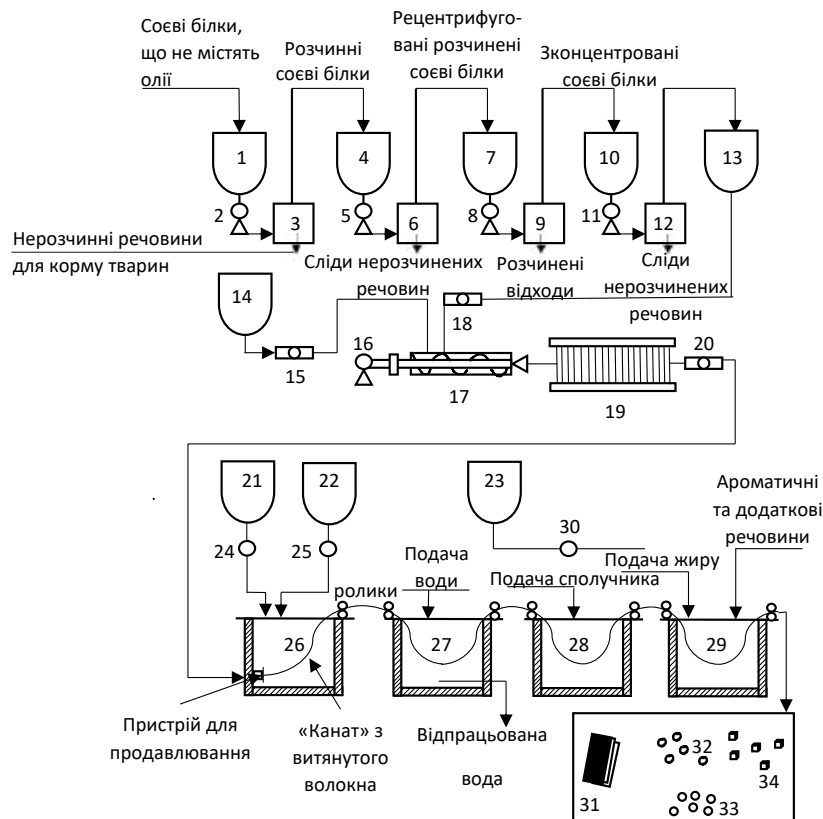 Соєві білки,
що не містять
олії
Розчинні
соєві білки
Рецентрифуго-
вані розчинені
соєві білки
Зконцентровані
соєві білки
1
4
7
10
13
2
3
5
6
8
9
11
12
Нерозчинні речовини
для корму тварин
Сліди нерозчинених
речовин
Розчинені
відходи
Сліди
нерозчинених
речовин
14
15
16
17
18
19
20
21
22
23
24
25
30
Ароматичні
та додаткові
речовини
Подача
води
Подача сполучника
Подача жиру
ролики
26
27
28
29
Пристрій для
продавлювання
«Канат» з
витянутого
волокна
Відпрацьована
вода
31
32
33
34